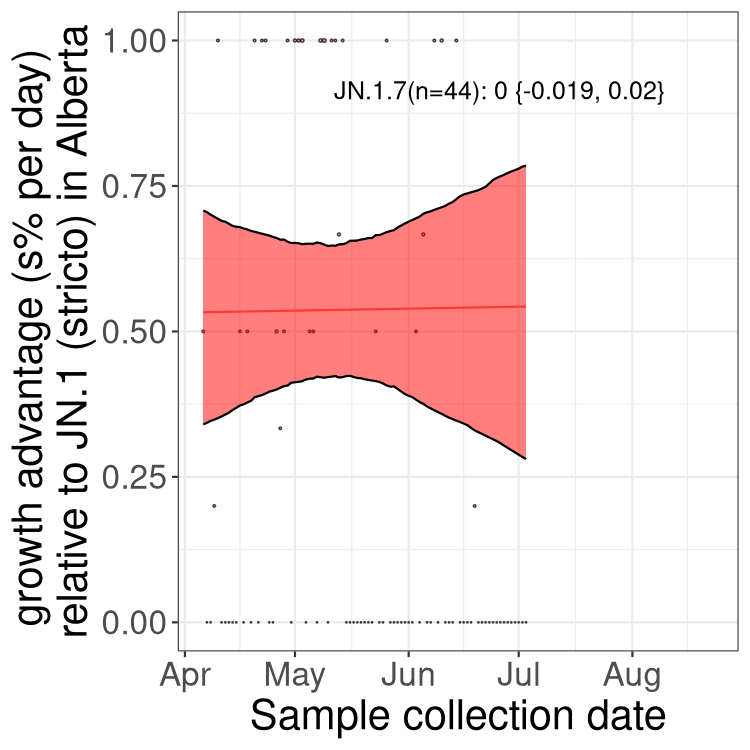 growth advantage (s% per day)
relative to JN.1 (stricto) in Alberta
1.00
0.75
0.50
0.25
0.00
JN.1.7(n=44): 0 {-0.019, 0.02}
Apr May Jun Jul Aug
Sample collection date